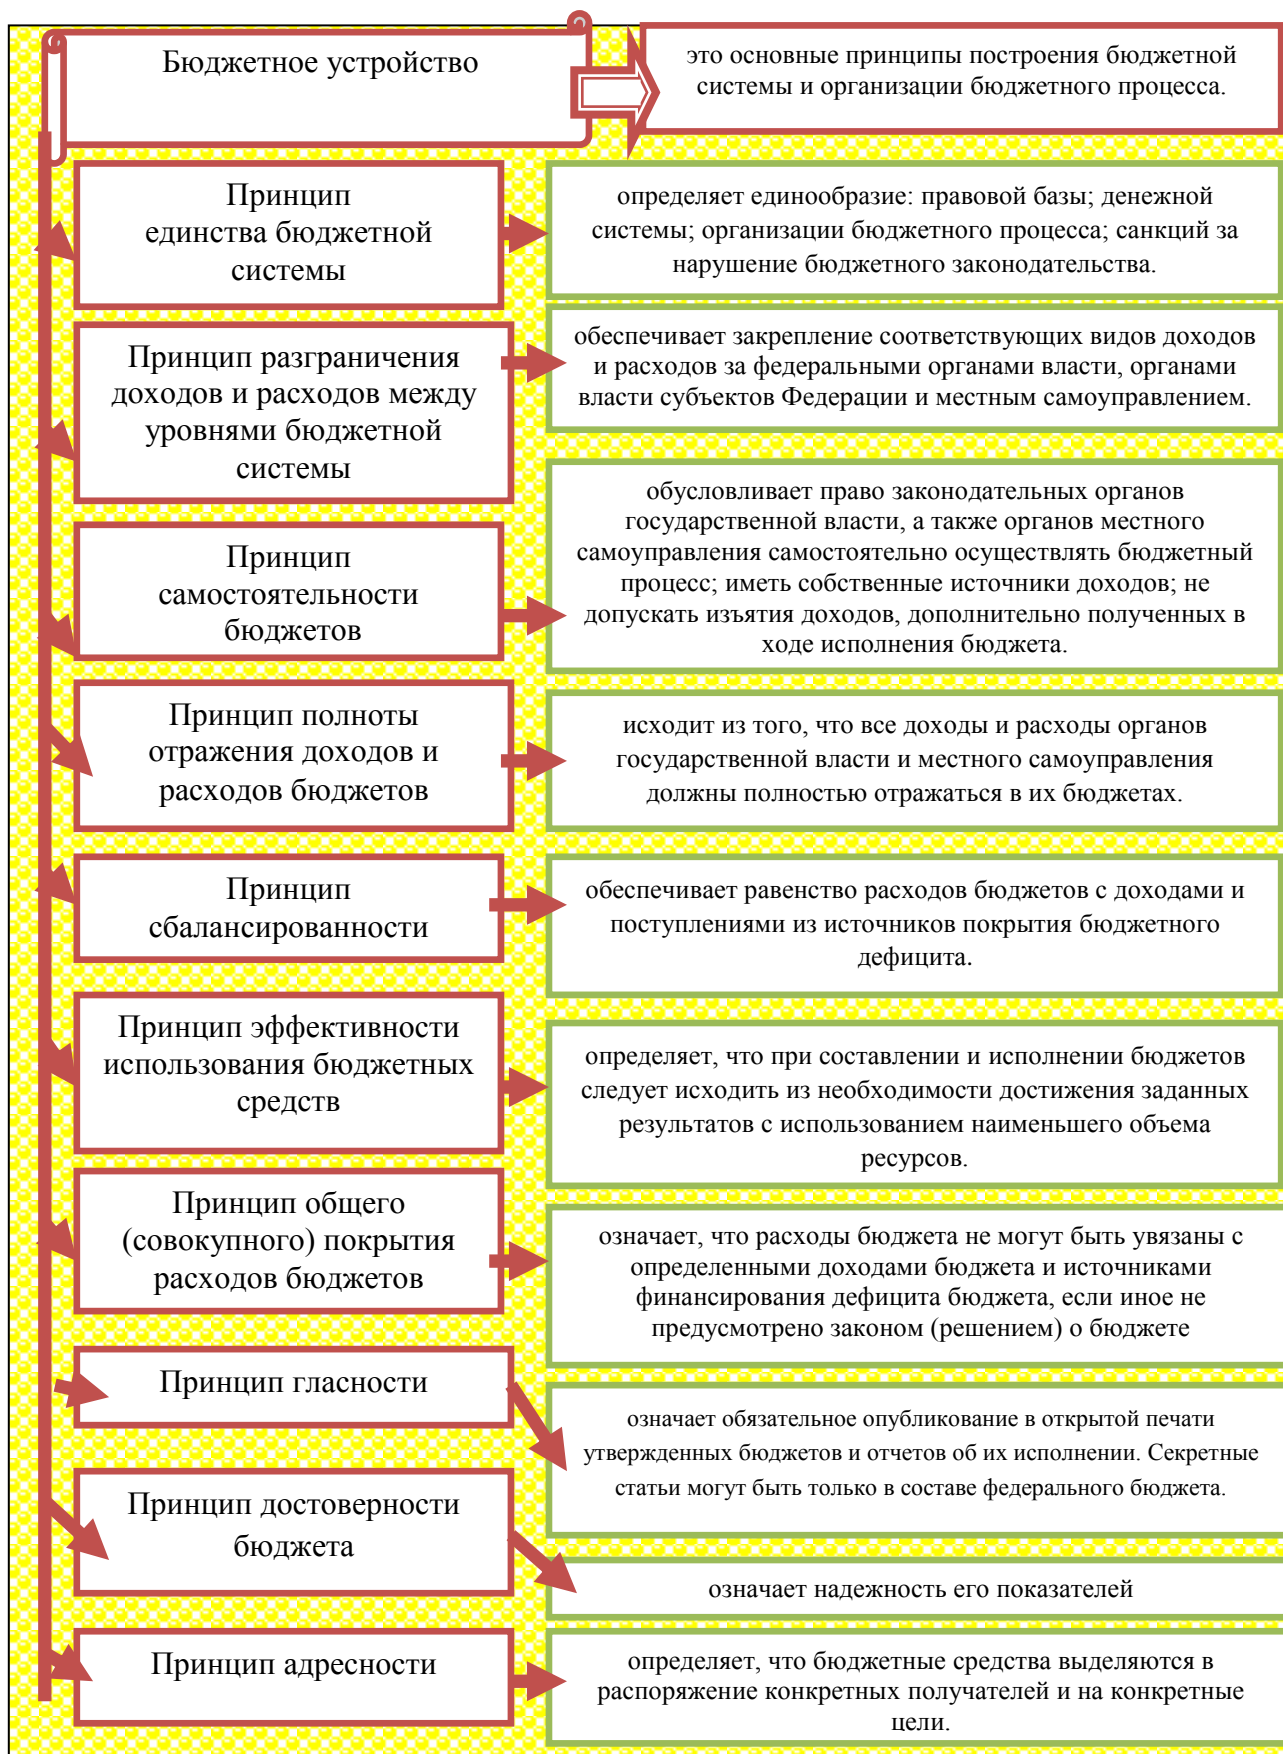 Бюджетное устройство
это основные принципы построения бюджетной
системы и организации бюджетного процесса.
Принцип
единства бюджетной
системы
определяет единообразие: правовой базы; денежной
системы; организации бюджетного процесса; санкций за
нарушение бюджетного законодательства.
Принцип разграничения
доходов и расходов между
уровнями бюджетной
системы
обеспечивает закрепление соответствующих видов доходов
и расходов за федеральными органами власти, органами
власти субъектов Федерации и местным самоуправлением.
Принцип
самостоятельности
бюджетов
обусловливает право законодательных органов
государственной власти, а также органов местного
самоуправления самостоятельно осуществлять бюджетный
процесс; иметь собственные источники доходов; не
допускать изъятия доходов, дополнительно полученных в
ходе исполнения бюджета.
Принцип полноты
отражения доходов и
расходов бюджетов
исходит из того, что все доходы и расходы органов
государственной власти и местного самоуправления
должны полностью отражаться в их бюджетах.
Принцип
сбалансированности
обеспечивает равенство расходов бюджетов с доходами и
поступлениями из источников покрытия бюджетного
дефицита.
Принцип эффективности
использования бюджетных
средств
определяет, что при составлении и исполнении бюджетов
следует исходить из необходимости достижения заданных
результатов с использованием наименьшего объема
ресурсов.
Принцип общего
(совокупного) покрытия
расходов бюджетов
означает, что расходы бюджета не могут быть увязаны с
определенными доходами бюджета и источниками
финансирования дефицита бюджета, если иное не
предусмотрено законом (решением) о бюджете
Принцип гласности
означает обязательное опубликование в открытой печати
утвержденных бюджетов и отчетов об их исполнении. Секретные
статьи могут быть только в составе федерального бюджета.
Принцип достоверности
бюджета
означает надежность его показателей
Принцип адресности
определяет, что бюджетные средства выделяются в
распоряжение конкретных получателей и на конкретные
цели.